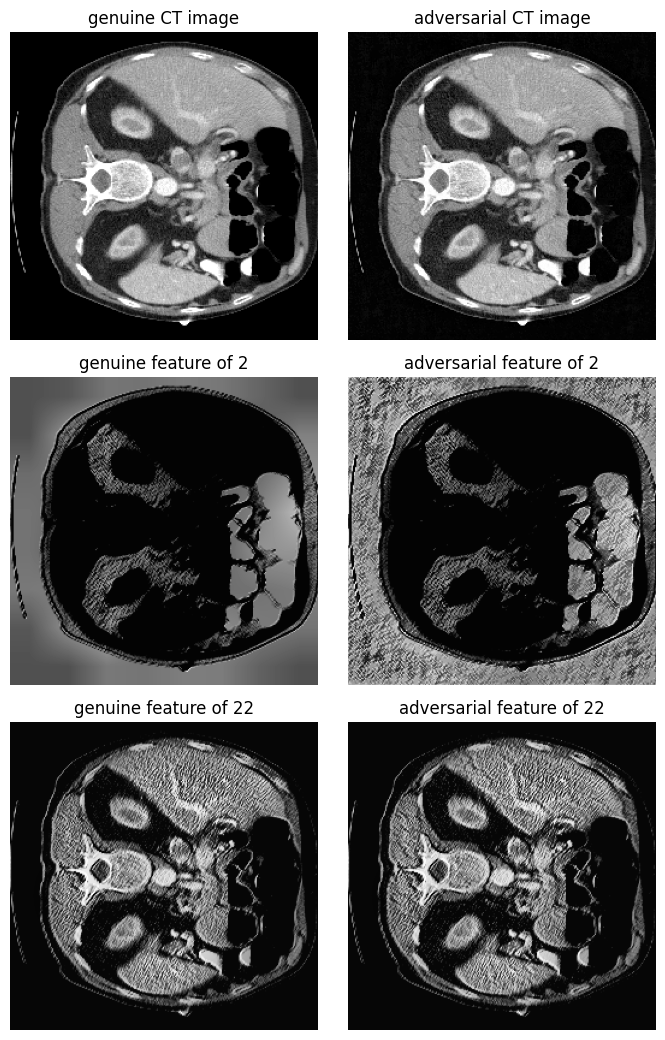 genuine CT image
adversarial CT image
genuine feature of 2
adversarial feature of 2
genuine feature of 22
adversarial feature of 22